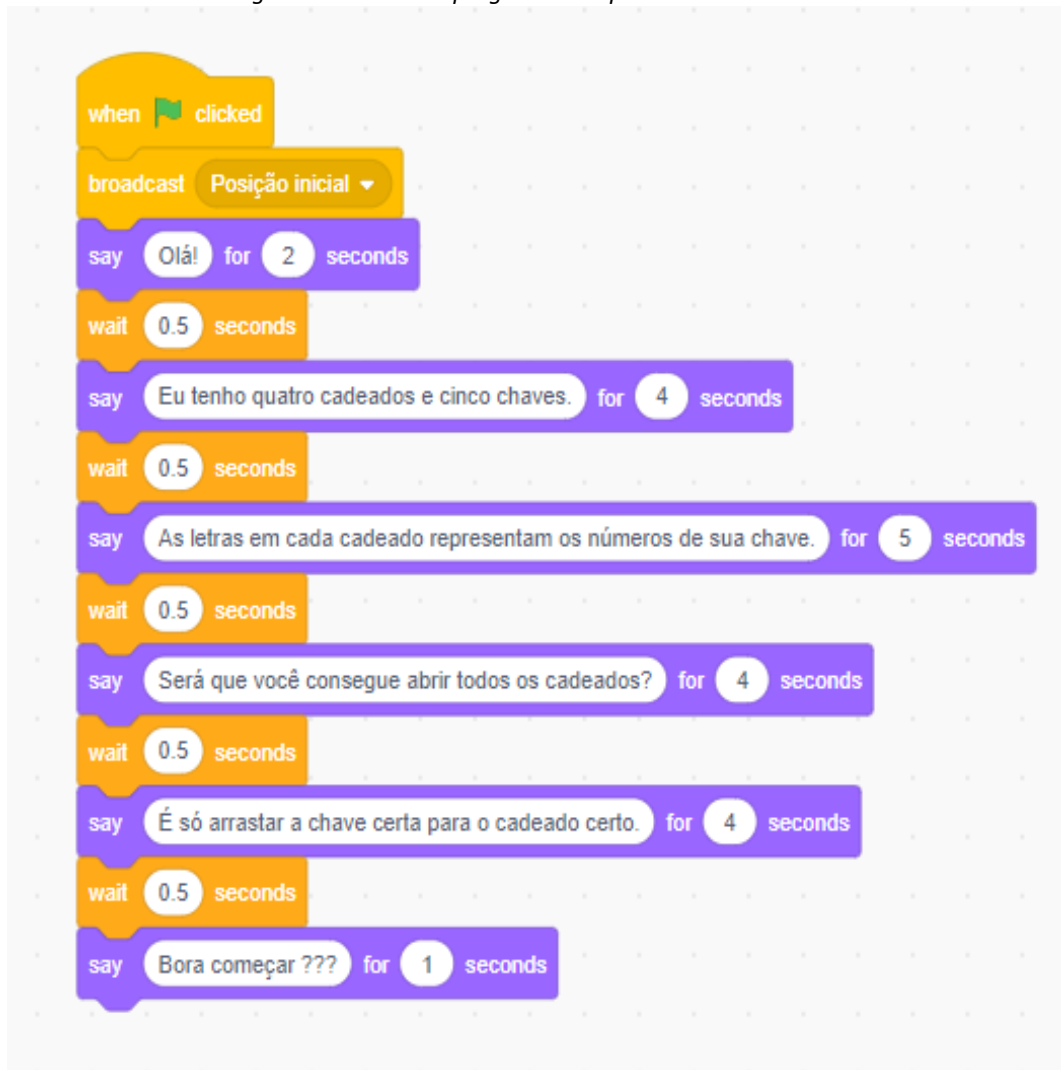 when clicked
broadcast Posição inicial
say Olá! for 2 seconds
wait 0.5 seconds
say Eu tenho quatro cadeados e cinco chaves. for 4 seconds
wait 0.5 seconds
say As letras em cada cadeado representam os números de sua chave. for 5 seconds
wait 0.5 seconds
say Será que você consegue abrir todos os cadeados? for 4 seconds
wait 0.5 seconds
say É só arrastar a chave certa para o cadeado certo. for 4 seconds
wait 0.5 seconds
say Bora começar ??? for 1 seconds